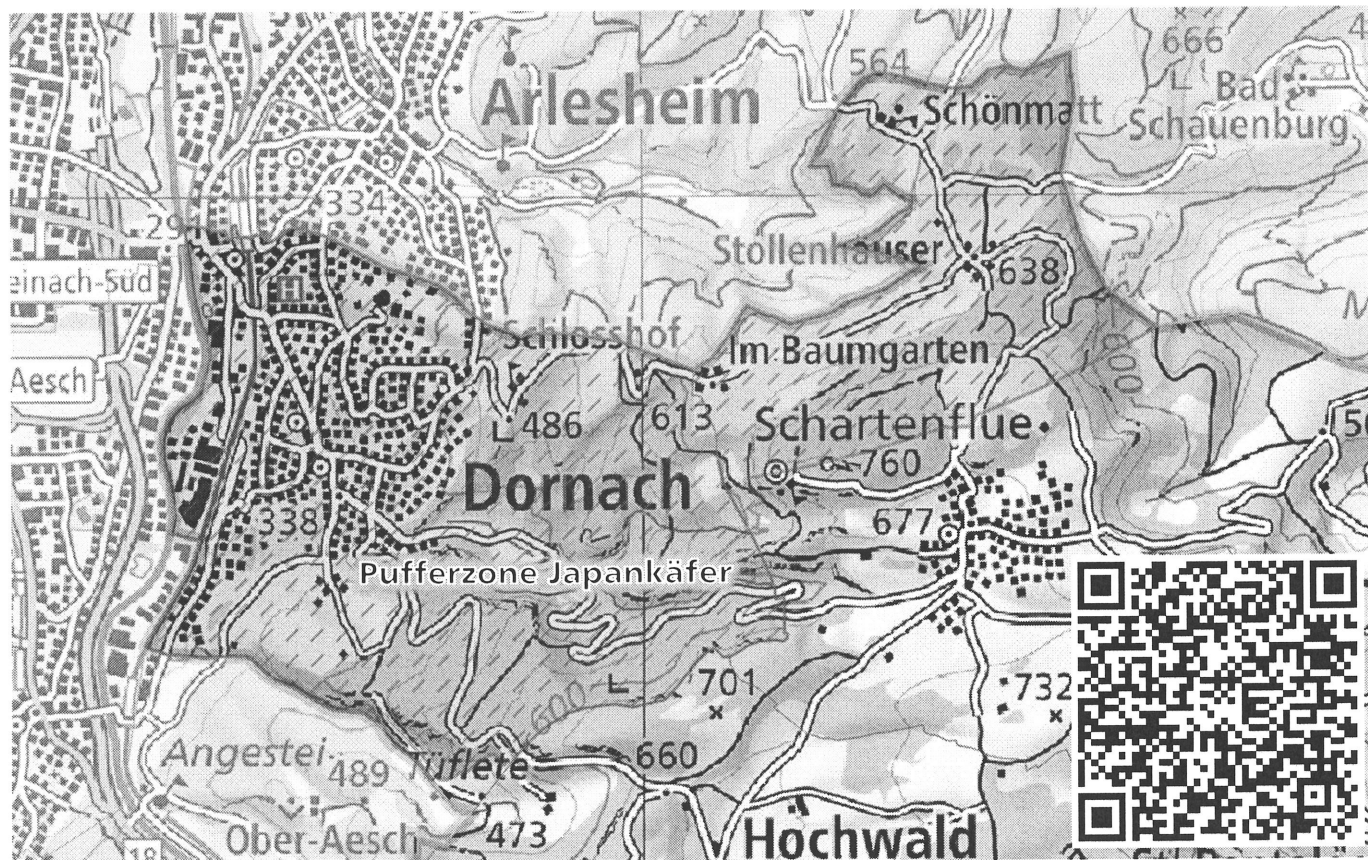 564
666
Arlesheim
Schönmatt
Bad
Schauenburg
334
29
Stollenhäuser
638
einach-Süd
H
Schlosshof
Im Baumgarten
600
Aesch
486
613
Schartenflue
760
Dornach
338
677
Pufferzone Japankäfer
701
732
600
Angestei
489
Tüflete
660
473
Ober-Aesch
Hochwald
18